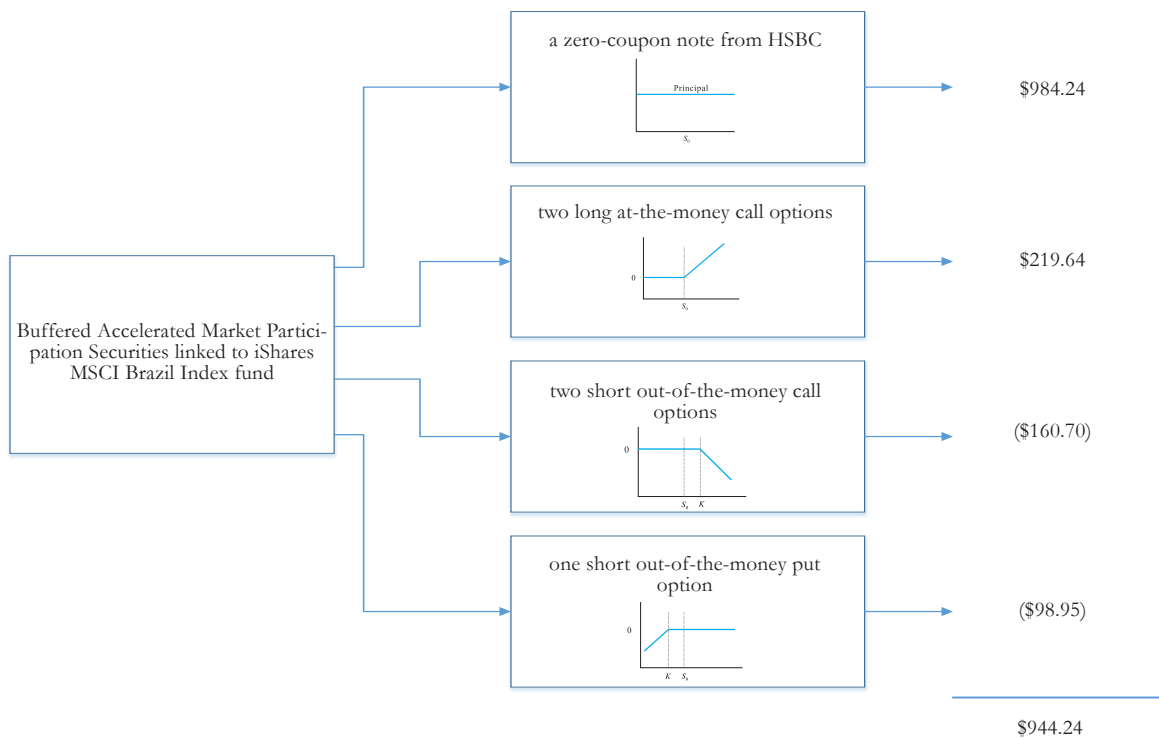 a zero-coupon note from HSBC
Principal
S₀
$984.24
two long at-the-money call options
0
S₀
$219.64
Buffered Accelerated Market Partici-
pation Securities linked to iShares
MSCI Brazil Index fund
two short out-of-the-money call
options
0
S₀ K
($160.70)
one short out-of-the-money put
option
0
K S₀
($98.95)
$944.24